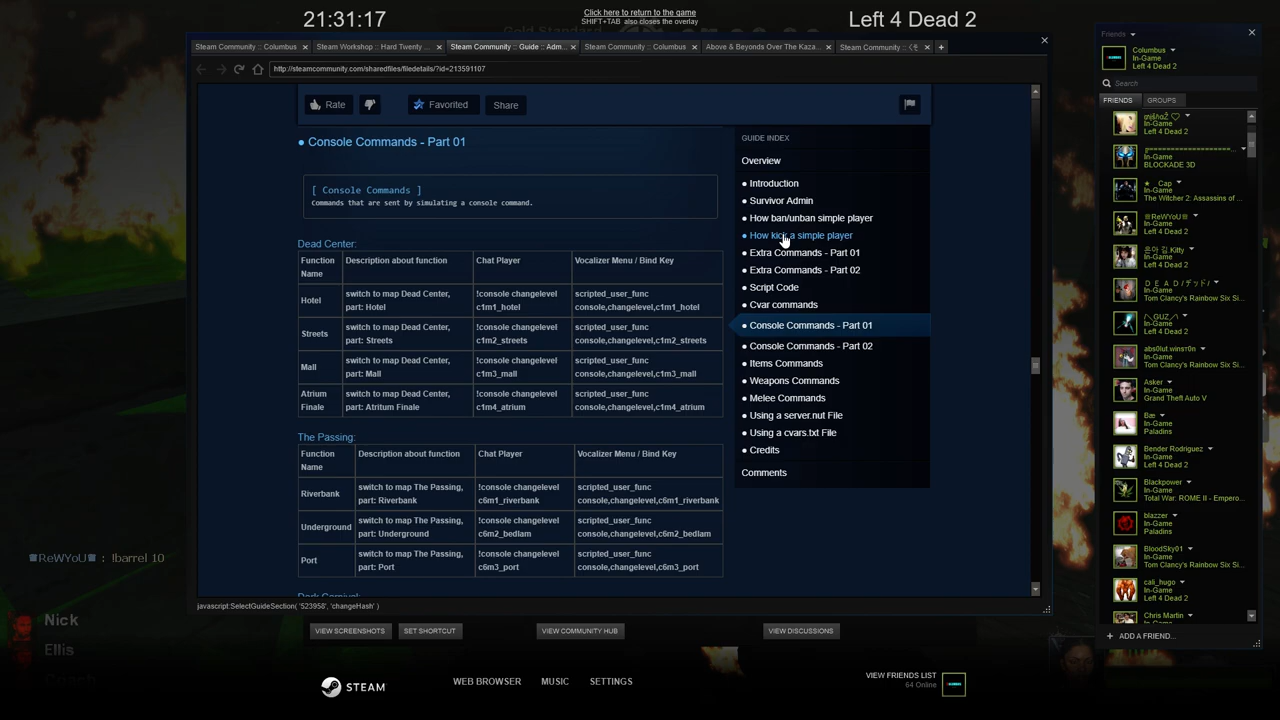 21:31:17
Click here to return to the game
SHIFT+TAB also closes the overlay
Left 4 Dead 2
Gold Standard
Steam Community :: Columbus
Steam Workshop :: Hard Twenty ...
Steam Community :: Guide :: Adm...
Steam Community :: Columbus
Above & Beyonds Over The Kaza...
Steam Community ::
http://steamcommunity.com/sharedfiles/filedetails/?id=213591107
Rate
Favorited
Share
● Console Commands - Part 01
[ Console Commands ]
Commands that are sent by simulating a console command.
Dead Center:
Function Name Description about function Chat Player Vocalizer Menu / Bind Key
Hotel switch to map Dead Center, part: Hotel !console changelevel c1m1_hotel scripted_user_func console,changelevel,c1m1_hotel
Streets switch to map Dead Center, part: Streets !console changelevel c1m2_streets scripted_user_func console,changelevel,c1m2_streets
Mall switch to map Dead Center, part: Mall !console changelevel c1m3_mall scripted_user_func console,changelevel,c1m3_mall
Atrium Finale switch to map Dead Center, part: Atritum Finale !console changelevel c1m4_atrium scripted_user_func console,changelevel,c1m4_atrium
The Passing:
Function Name Description about function Chat Player Vocalizer Menu / Bind Key
Riverbank switch to map The Passing, part: Riverbank !console changelevel c6m1_riverbank scripted_user_func console,changelevel,c6m1_riverbank
Underground switch to map The Passing, part: Underground !console changelevel c6m2_bedlam scripted_user_func console,changelevel,c6m2_bedlam
Port switch to map The Passing, part: Port !console changelevel c6m3_port scripted_user_func console,changelevel,c6m3_port
GUIDE INDEX
Overview
● Introduction
● Survivor Admin
● How ban/unban simple player
● How kick a simple player
● Extra Commands - Part 01
● Extra Commands - Part 02
● Script Code
● Cvar commands
● Console Commands - Part 01
● Console Commands - Part 02
● Items Commands
● Weapons Commands
● Melee Commands
● Using a server.nut File
● Using a cvars.txt File
● Credits
Comments
javascript:SelectGuideSection( '523958', 'changeHash' )
ReWYoU : !barrel 10
Nick
Ellis
Coach
VIEW SCREENSHOTS
SET SHORTCUT
VIEW COMMUNITY HUB
VIEW DISCUSSIONS
STEAM
WEB BROWSER
MUSIC
SETTINGS
VIEW FRIENDS LIST
64 Online
Friends
Columbus
In-Game
Left 4 Dead 2
Search
FRIENDS
GROUPS
In-Game
Left 4 Dead 2
In-Game
BLOCKADE 3D
★ Cap
In-Game
The Witcher 2: Assassins of ...
ReWYoU
In-Game
Left 4 Dead 2
Kitty
In-Game
Left 4 Dead 2
In-Game
Tom Clancy's Rainbow Six Si...
GUZ
In-Game
Left 4 Dead 2
In-Game
Tom Clancy's Rainbow Six Si...
Asker
In-Game
Grand Theft Auto V
Bæ
In-Game
Paladins
Bender Rodriguez
In-Game
Left 4 Dead 2
Blackpower
In-Game
Total War: ROME II - Empero...
blazzer
In-Game
Paladins
BloodSky01
In-Game
Tom Clancy's Rainbow Six Si...
cali_hugo
In-Game
Left 4 Dead 2
Chris Martin
In-Game
ADD A FRIEND...